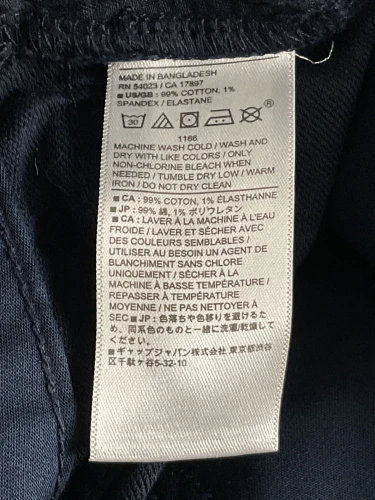 MADE IN BANGLADESH
RN 54023 / CA 17897
■ US/GB : 99% COTTON, 1%
SPANDEX / ELASTANE
30 ®
1166
MACHINE WASH COLD / WASH AND
DRY WITH LIKE COLORS / ONLY
NON-CHLORINE BLEACH WHEN
NEEDED / TUMBLE DRY LOW / WARM
IRON / DO NOT DRY CLEAN
■ CA : 99% COTON, 1% ÉLASTHANNE
■ JP : 99% 綿, 1% ポリウレタン
■ CA : LAVER À LA MACHINE À L'EAU
FROIDE / LAVER ET SÉCHER AVEC
DES COULEURS SEMBLABLES /
UTILISER AU BESOIN UN AGENT DE
BLANCHIMENT SANS CHLORE
UNIQUEMENT / SÉCHER À LA
MACHINE À BASSE TEMPÉRATURE /
REPASSER À TEMPÉRATURE
MOYENNE / NE PAS NETTOYER À
SEC ■ JP : 色落ちや色移りを避けるた
め、同系色のものと一緒に洗濯/乾燥して
ください.
■ ギャップジャパン株式会社 東京都渋谷
区千駄ヶ谷5-32-10